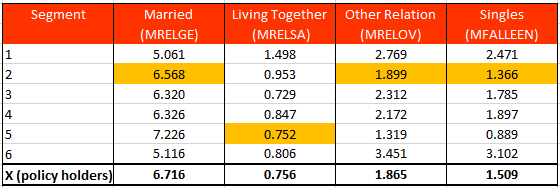 Segment Married (MRELGE) Living Together (MRELSA) Other Relation (MRELOV) Singles (MFALLEEN)
1 5.061 1.498 2.769 2.471
2 6.568 0.953 1.899 1.366
3 6.320 0.729 2.312 1.785
4 6.326 0.847 2.172 1.897
5 7.226 0.752 1.319 0.889
6 5.116 0.806 3.451 3.102
X (policy holders) 6.716 0.756 1.865 1.509